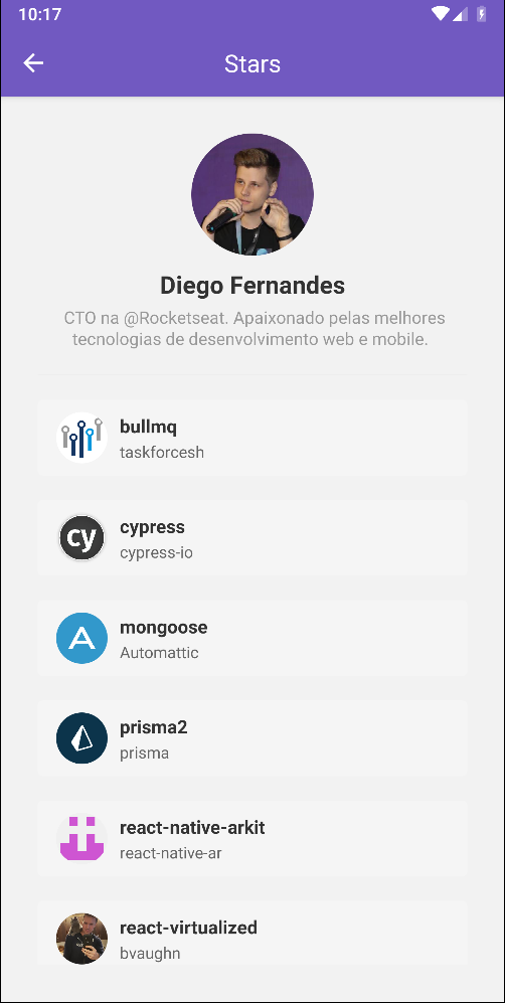 10:17
Stars
Diego Fernandes
CTO na @Rocketseat. Apaixonado pelas melhores
tecnologias de desenvolvimento web e mobile.
bullmq
taskforcesh
cy
cypress
cypress-io
A
mongoose
Automattic
prisma2
prisma
react-native-arkit
react-native-ar
react-virtualized
bvaughn